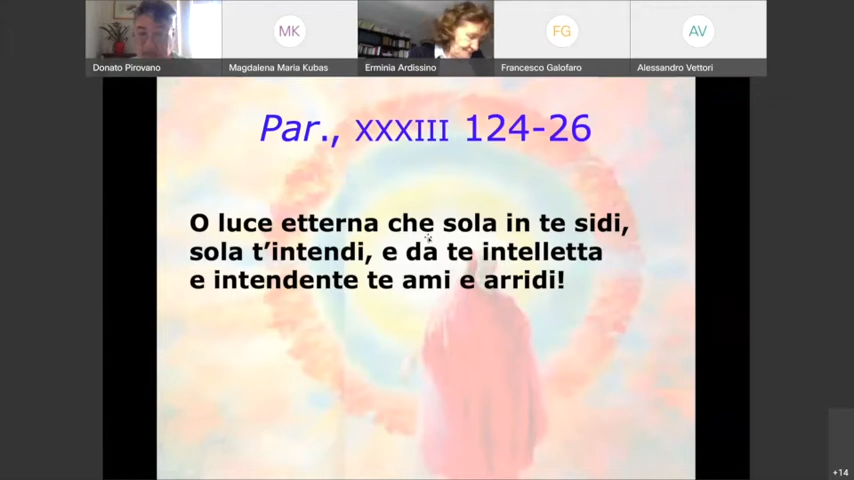 MK
FG
AV
Donato Pirovano
Magdalena Maria Kubas
Erminia Ardissino
Francesco Galofaro
Alessandro Vettori
Par., XXXIII 124-26
O luce etterna che sola in te sidi,
sola t’intendi, e da te intelletta
e intendente te ami e arridi!
+14